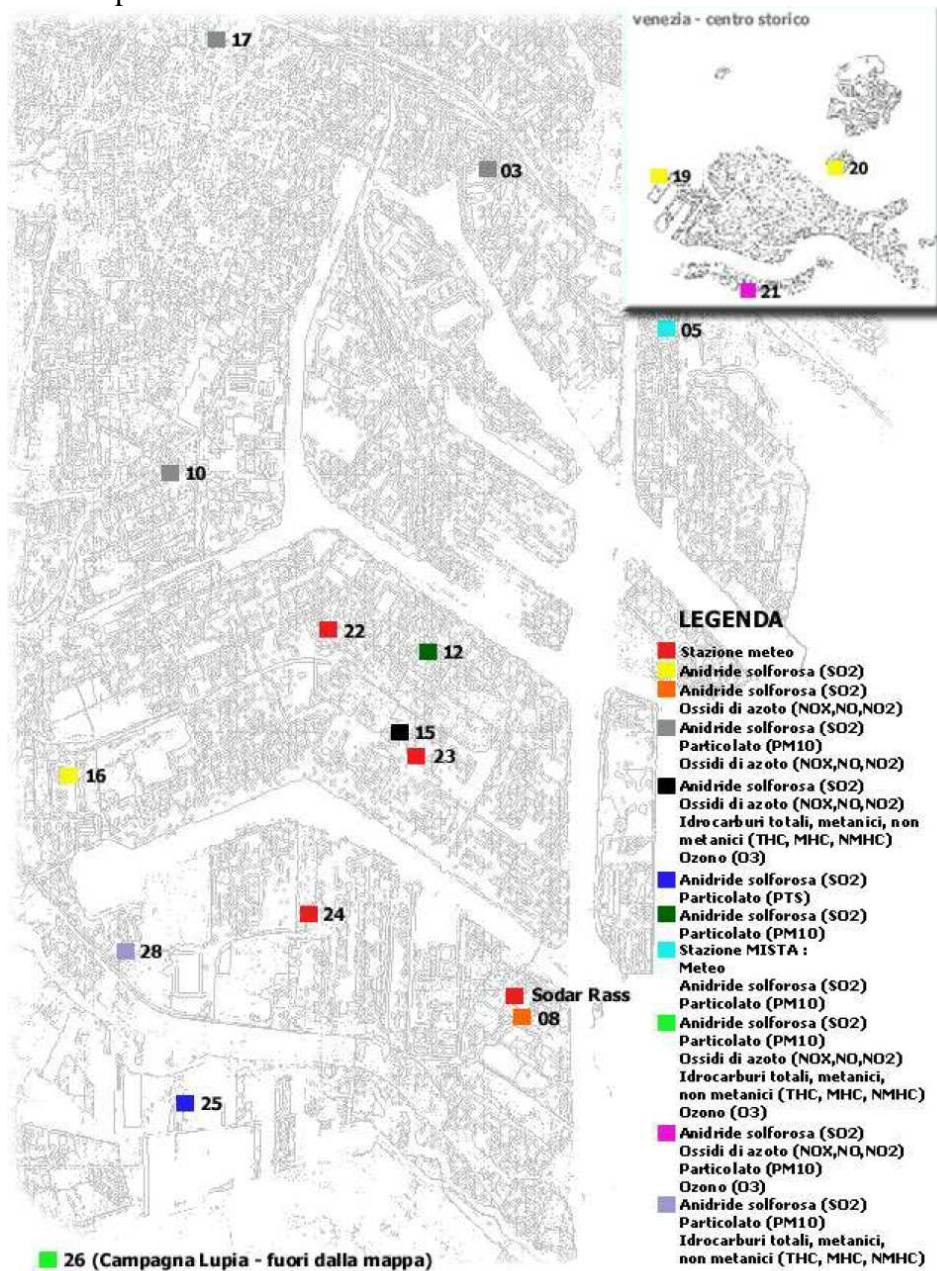 venezia - centro storico
17
03
19
20
21
05
10
22
12
15
23
16
24
28
Sodar Rass
08
25
26 (Campagna Lupia - fuori dalla mappa)
LEGENDA
Stazione meteo
Anidride solforosa (SO2)
Anidride solforosa (SO2)
Ossidi di azoto (NOX,NO,NO2)
Anidride solforosa (SO2)
Particolato (PM10)
Ossidi di azoto (NOX,NO,NO2)
Anidride solforosa (SO2)
Ossidi di azoto (NOX,NO,NO2)
Idrocarburi totali, metanici, non
metanici (THC, MHC, NMHC)
Ozono (O3)
Anidride solforosa (SO2)
Particolato (PTS)
Anidride solforosa (SO2)
Particolato (PM10)
Stazione MISTA :
Meteo
Anidride solforosa (SO2)
Particolato (PM10)
Anidride solforosa (SO2)
Particolato (PM10)
Ossidi di azoto (NOX,NO,NO2)
Idrocarburi totali, metanici,
non metanici (THC, MHC, NMHC)
Ozono (O3)
Anidride solforosa (SO2)
Ossidi di azoto (NOX,NO,NO2)
Particolato (PM10)
Ozono (O3)
Anidride solforosa (SO2)
Particolato (PM10)
Idrocarburi totali, metanici,
non metanici (THC, MHC, NMHC)